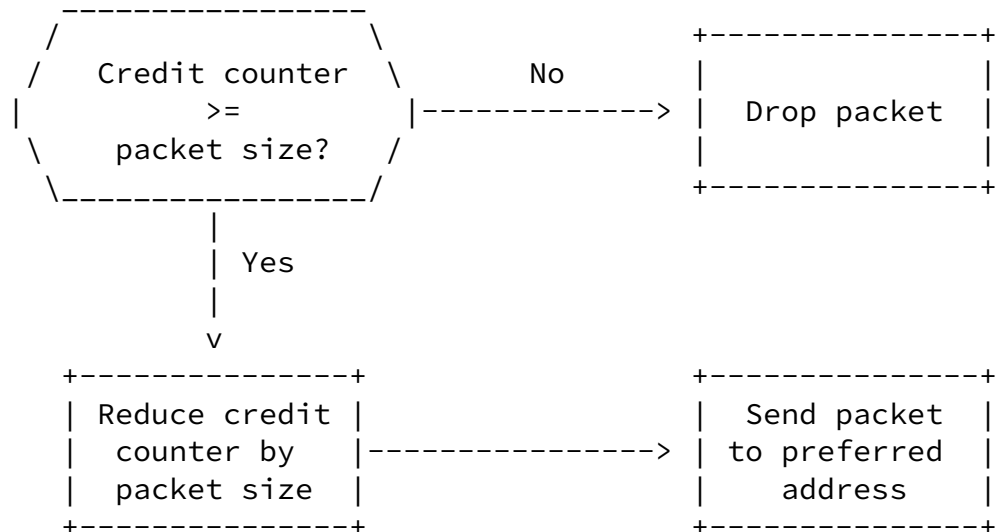 Credit counter
>=
packet size?
No
Drop packet
Yes
Reduce credit
counter by
packet size
Send packet
to preferred
address